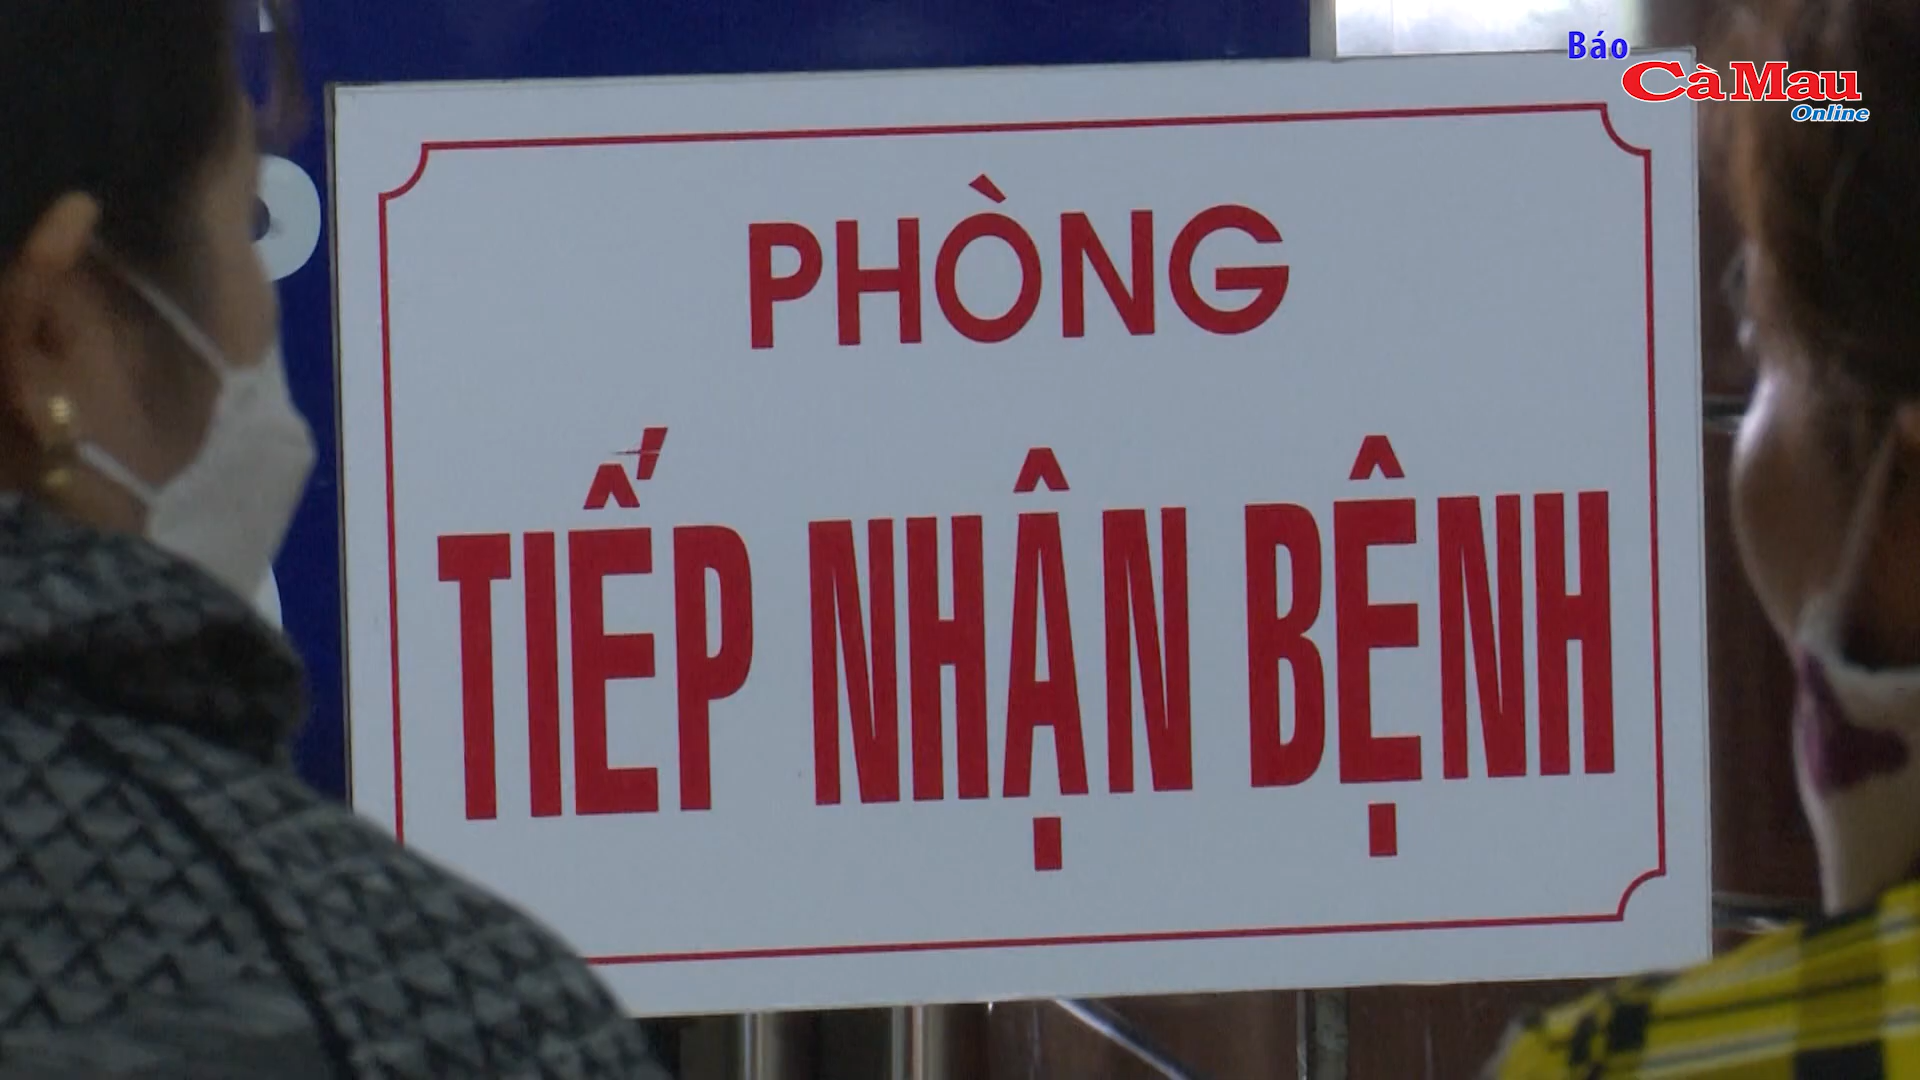 Báo
Cà Mau
Online
PHÒNG
TIẾP NHẬN BỆNH